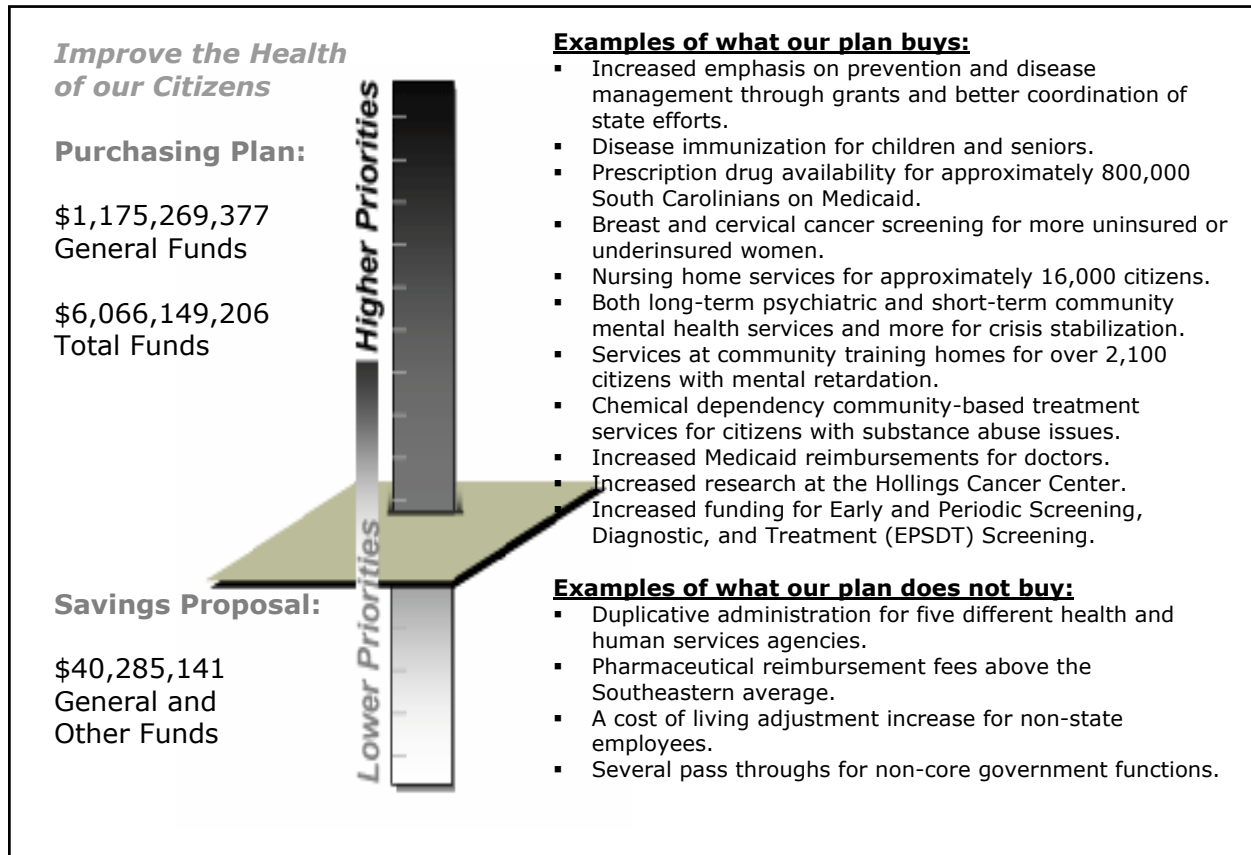 Improve the Health
of our Citizens
Purchasing Plan:
$1,175,269,377
General Funds
$6,066,149,206
Total Funds
Savings Proposal:
$40,285,141
General and
Other Funds
Higher Priorities
Lower Priorities
Examples of what our plan buys:
▪ Increased emphasis on prevention and disease
management through grants and better coordination of
state efforts.
▪ Disease immunization for children and seniors.
▪ Prescription drug availability for approximately 800,000
South Carolinians on Medicaid.
▪ Breast and cervical cancer screening for more uninsured or
underinsured women.
▪ Nursing home services for approximately 16,000 citizens.
▪ Both long-term psychiatric and short-term community
mental health services and more for crisis stabilization.
▪ Services at community training homes for over 2,100
citizens with mental retardation.
▪ Chemical dependency community-based treatment
services for citizens with substance abuse issues.
▪ Increased Medicaid reimbursements for doctors.
▪ Increased research at the Hollings Cancer Center.
Increased funding for Early and Periodic Screening,
Diagnostic, and Treatment (EPSDT) Screening.
Examples of what our plan does not buy:
▪ Duplicative administration for five different health and
human services agencies.
▪ Pharmaceutical reimbursement fees above the
Southeastern average.
▪ A cost of living adjustment increase for non-state
employees.
▪ Several pass throughs for non-core government functions.